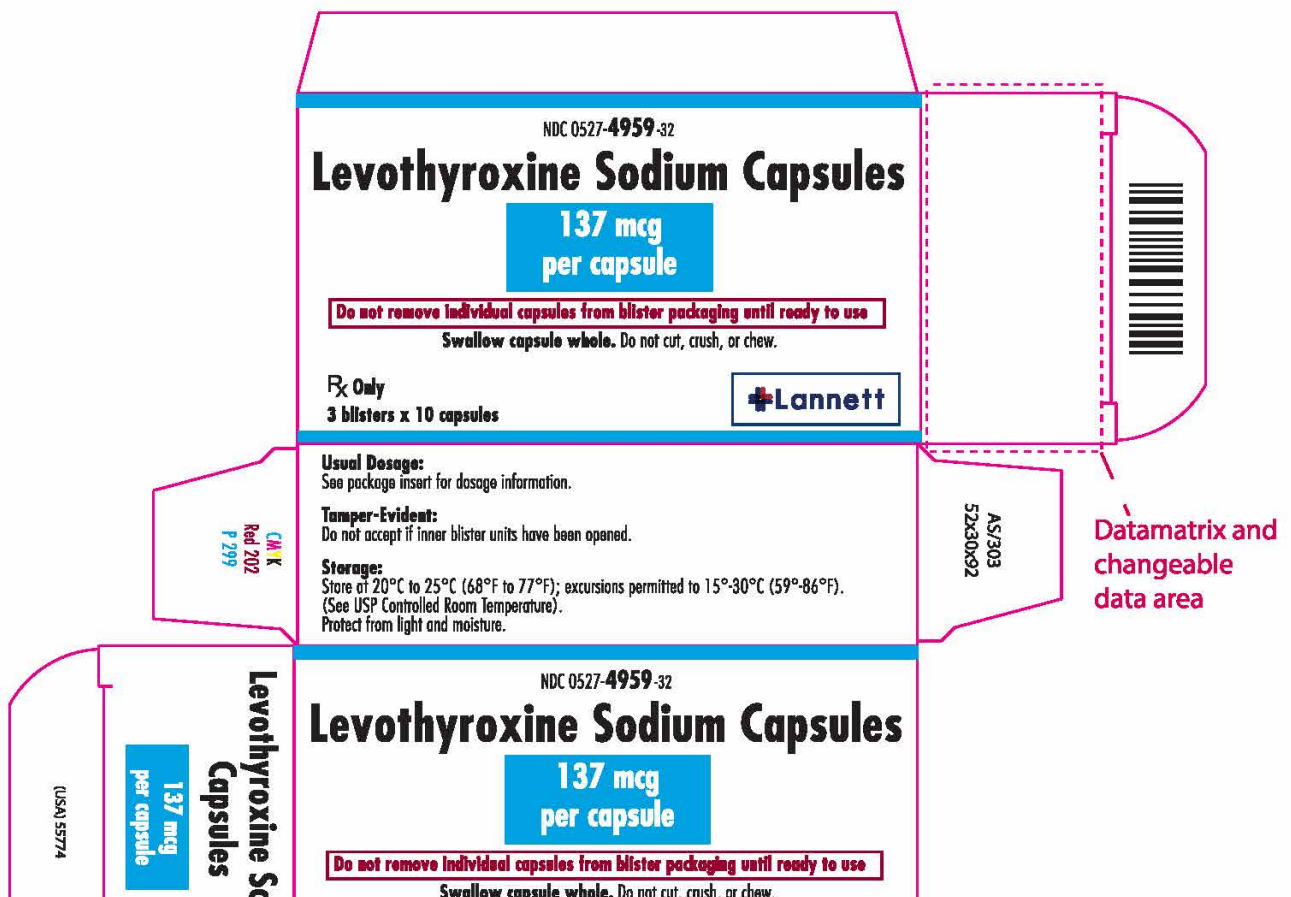 NDC 0527-4959-32
Levothyroxine Sodium Capsules
137 mcg
per capsule
Do not remove individual capsules from blister packaging until ready to use
Swallow capsule whole. Do not cut, crush, or chew.
Rx Only
3 blisters x 10 capsules
Lannett
Usual Dosage:
See package insert for dosage information.
Tamper-Evident:
Do not accept if inner blister units have been opened.
Storage:
Store at 20°C to 25°C (68°F to 77°F); excursions permitted to 15°-30°C (59°-86°F).
(See USP Controlled Room Temperature).
Protect from light and moisture.
CMYK
Red 202
P 299
AS/303
52x30x92
Datamatrix and
changeable
data area
NDC 0527-4959-32
Levothyroxine Sodium Capsules
137 mcg
per capsule
Do not remove individual capsules from blister packaging until ready to use
Swallow capsule whole. Do not cut, crush, or chew.
Levothyroxine So
Capsules
137 mcg
per capsule
(USA) 55774